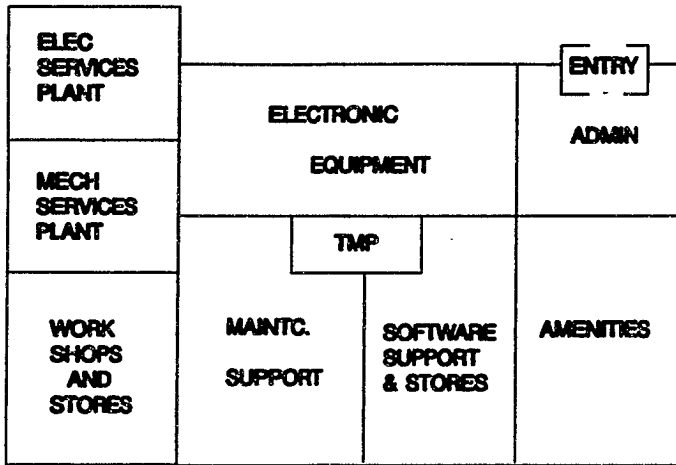 ELEC
SERVICES
PLANT
ENTRY
ELECTRONIC
EQUIPMENT
ADMIN
MECH
SERVICES
PLANT
TMP
WORK
SHOPS
AND
STORES
MAINTC.
SUPPORT
SOFTWARE
SUPPORT
& STORES
AMENITIES